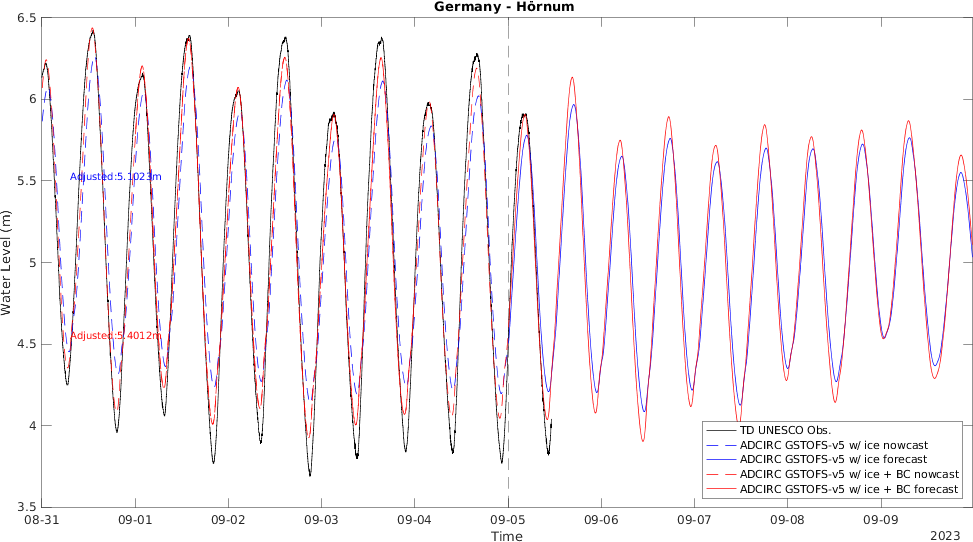 Germany - Hörnum
6.5
6
5.5
5
4.5
4
3.5
Water Level (m)
Adjusted:5.1023m
Adjusted:5.4012m
TD UNESCO Obs.
ADCIRC GSTOFS-v5 w/ ice nowcast
ADCIRC GSTOFS-v5 w/ ice forecast
ADCIRC GSTOFS-v5 w/ ice + BC nowcast
ADCIRC GSTOFS-v5 w/ ice + BC forecast
08-31 09-01 09-02 09-03 09-04 09-05 09-06 09-07 09-08 09-09
Time
2023